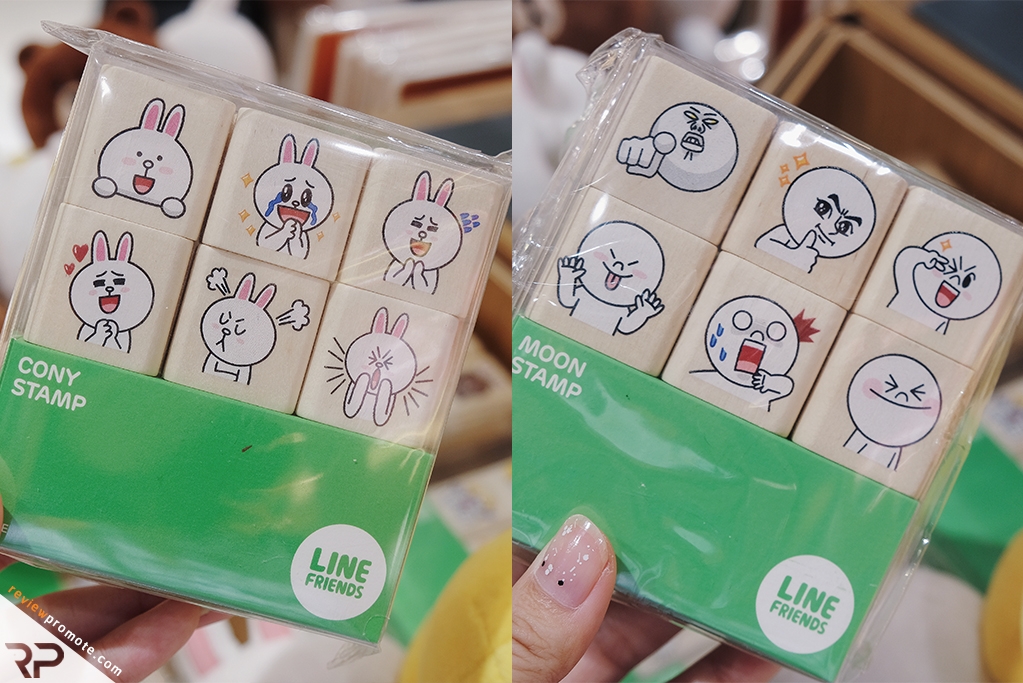 CONY
STAMP
LINE
FRIENDS
MOON
STAMP
LINE
FRIENDS
reviewpromote.com
RP